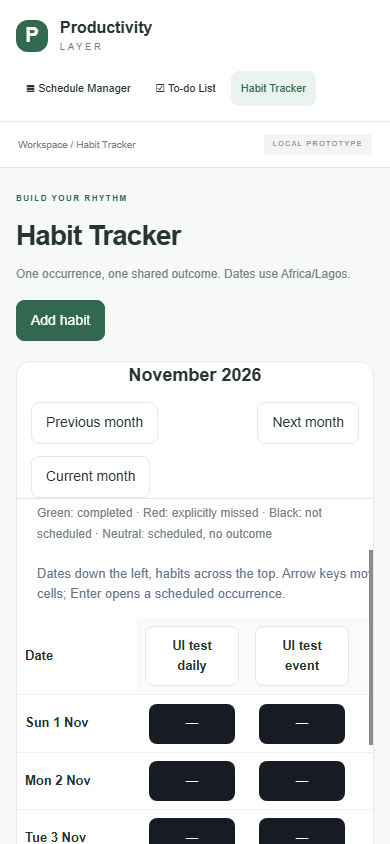 P Productivity
LAYER
Schedule Manager To-do List Habit Tracker
Workspace / Habit Tracker LOCAL PROTOTYPE
BUILD YOUR RHYTHM
Habit Tracker
One occurrence, one shared outcome. Dates use Africa/Lagos.
Add habit
November 2026
Previous month Next month
Current month
Green: completed · Red: explicitly missed · Black: not
scheduled · Neutral: scheduled, no outcome
Dates down the left, habits across the top. Arrow keys mov
cells; Enter opens a scheduled occurrence.
Date UI test daily UI test event
Sun 1 Nov — —
Mon 2 Nov — —
Tue 3 Nov — —